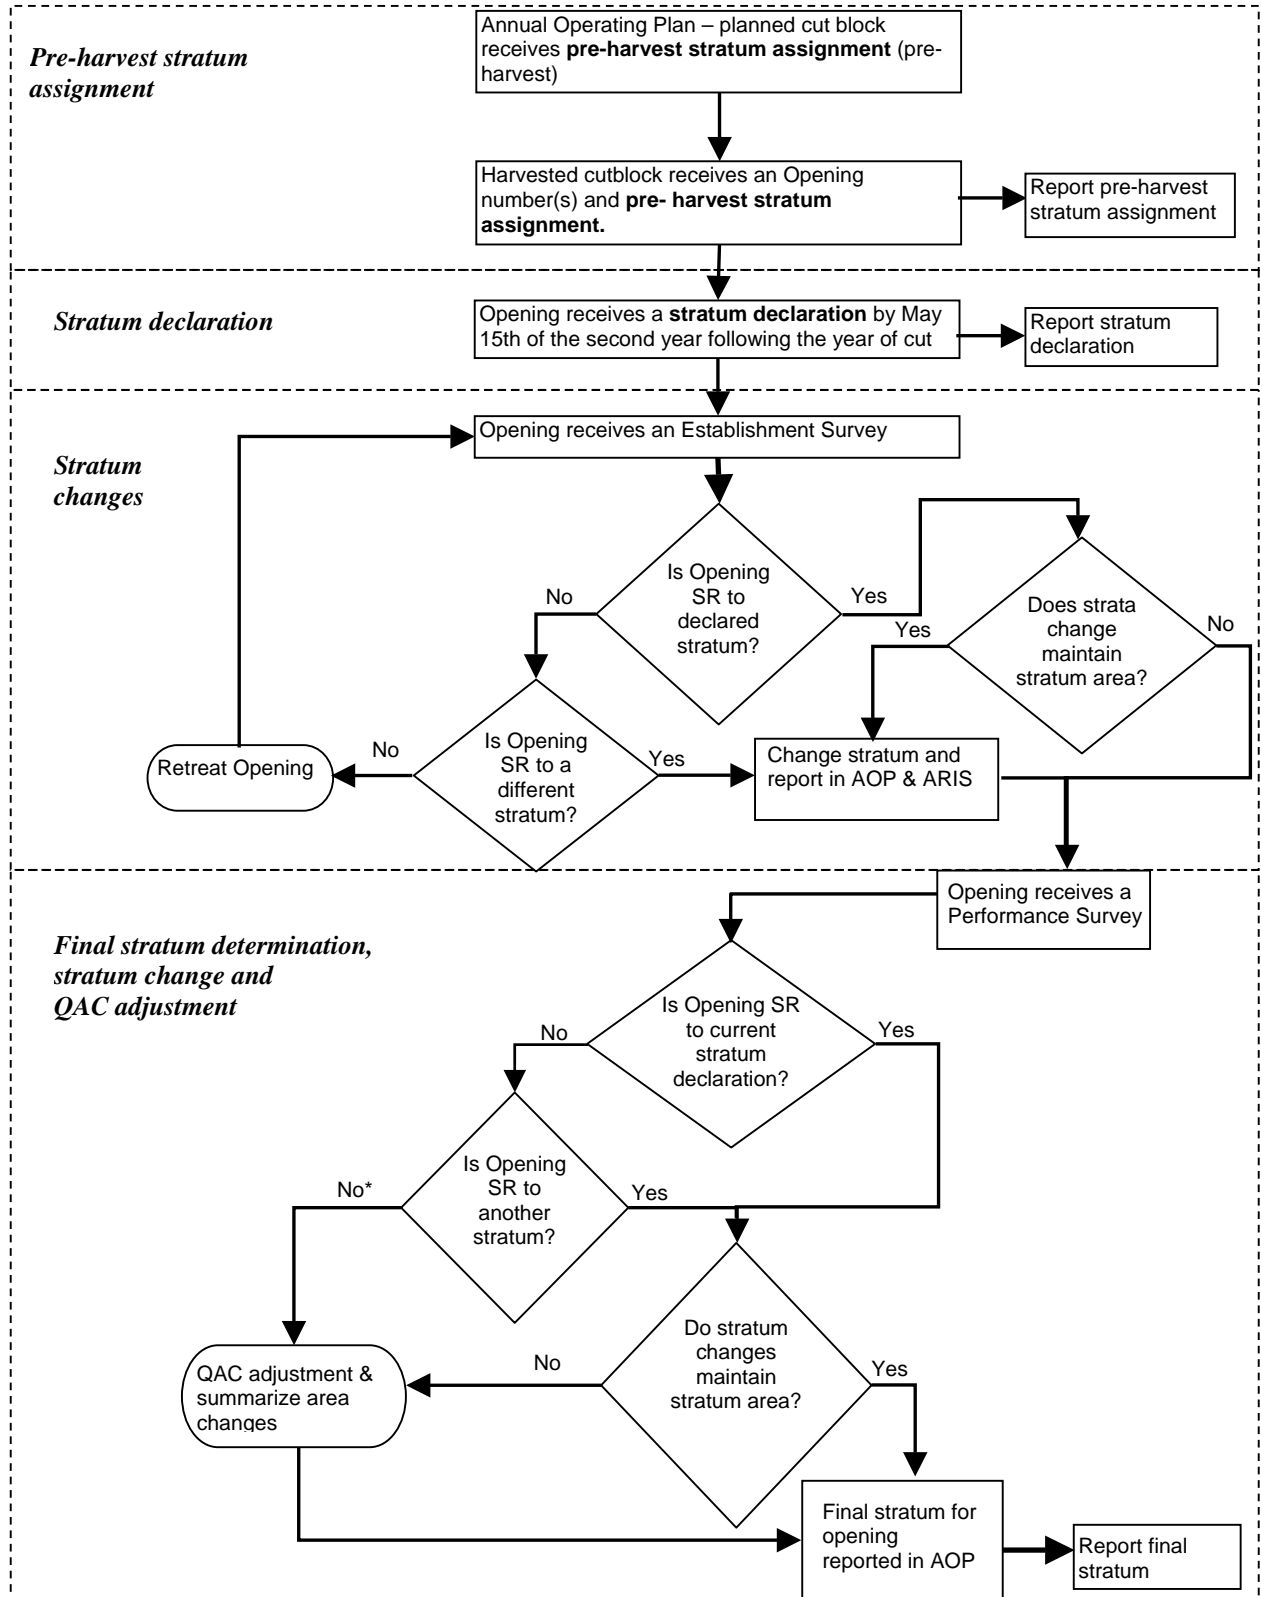 Pre-harvest stratum
assignment
Annual Operating Plan – planned cut block
receives pre-harvest stratum assignment (pre-
harvest)
Harvested cutblock receives an Opening
number(s) and pre- harvest stratum
assignment.
Report pre-harvest
stratum assignment
Stratum declaration
Opening receives a stratum declaration by May
15th of the second year following the year of cut
Report stratum
declaration
Stratum
changes
Opening receives an Establishment Survey
Is Opening
SR to
declared
stratum?
No
Yes
Does strata
change
maintain
stratum area?
Yes
No
Is Opening
SR to a
different
stratum?
No
Yes
Retreat Opening
Change stratum and
report in AOP & ARIS
Final stratum determination,
stratum change and
QAC adjustment
Opening receives a
Performance Survey
Is Opening SR
to current
stratum
declaration?
No
Yes
Is Opening
SR to
another
stratum?
No*
Yes
Do stratum
changes
maintain
stratum area?
No
Yes
QAC adjustment &
summarize area
changes
Final stratum for
opening
reported in AOP
Report final
stratum